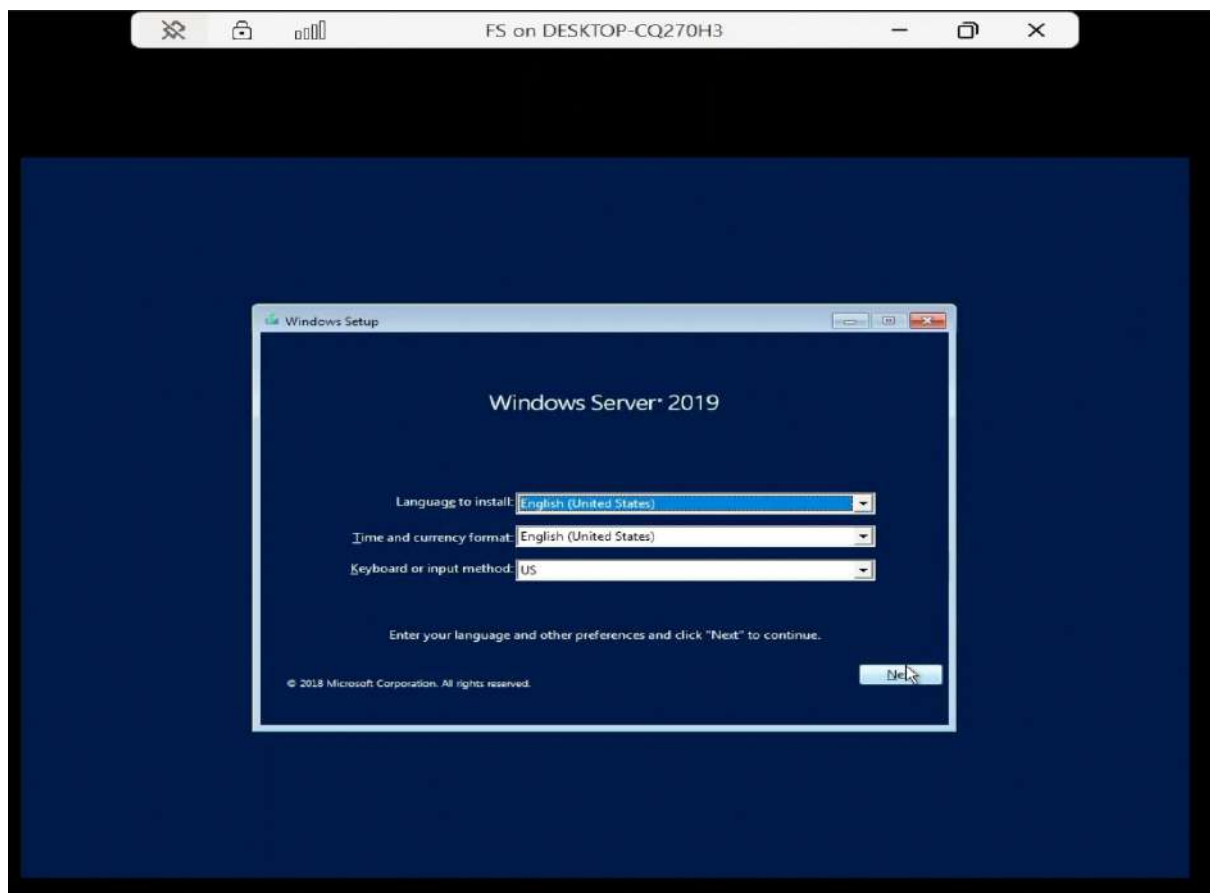 FS on DESKTOP-CQ270H3
Windows Setup
Windows Server 2019
Language to install: English (United States)
Time and currency format: English (United States)
Keyboard or input method: US
Enter your language and other preferences and click "Next" to continue.
© 2018 Microsoft Corporation. All rights reserved.